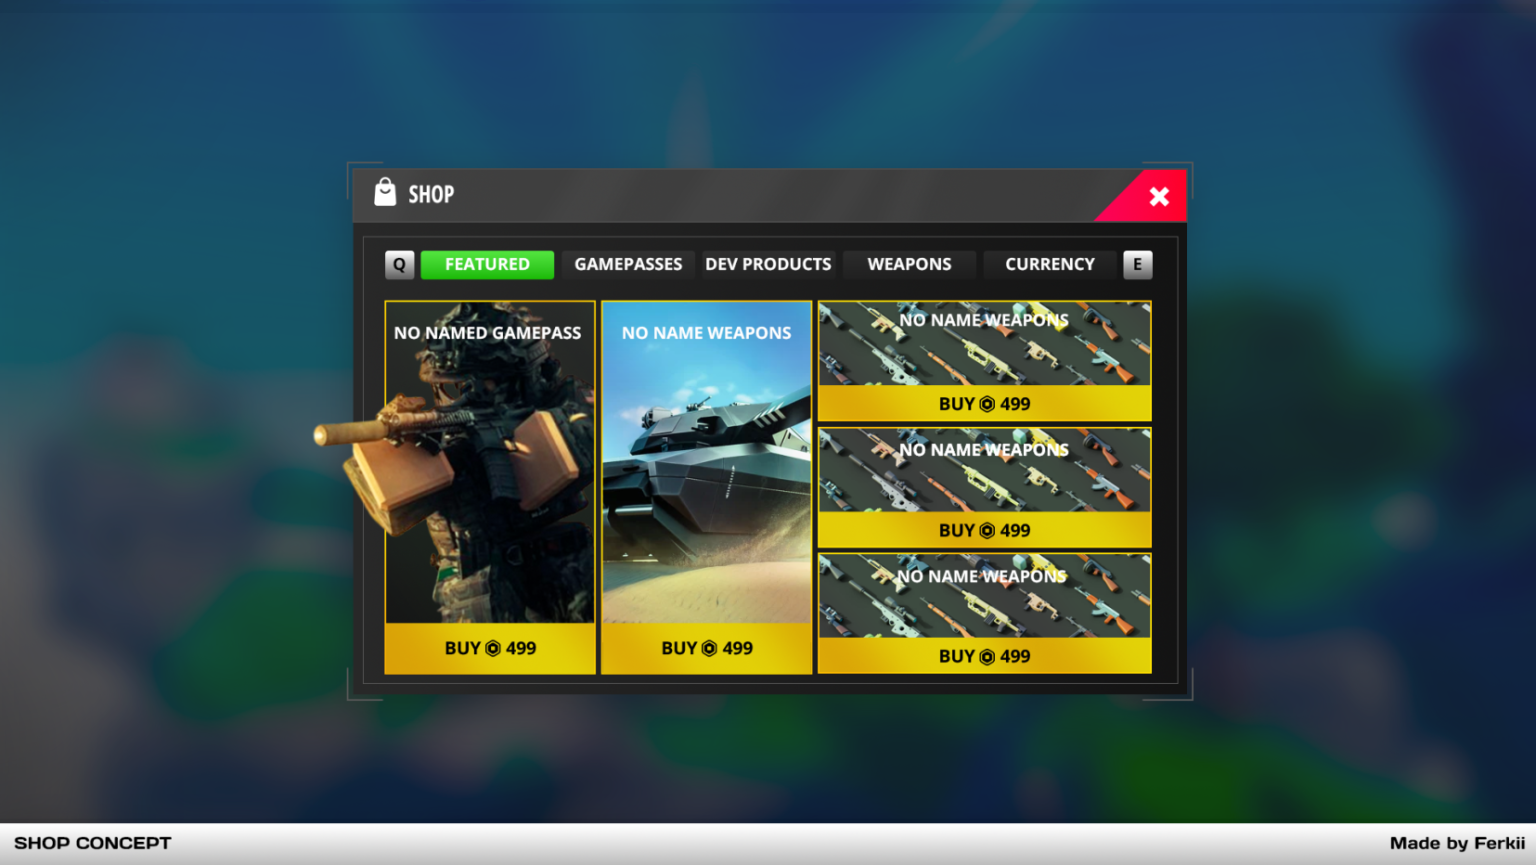 SHOP
Q FEATURED GAMEPASSES DEV PRODUCTS WEAPONS CURRENCY E
NO NAMED GAMEPASS
BUY 499
NO NAME WEAPONS
BUY 499
NO NAME WEAPONS
BUY 499
NO NAME WEAPONS
BUY 499
NO NAME WEAPONS
BUY 499
SHOP CONCEPT
Made by Ferkii